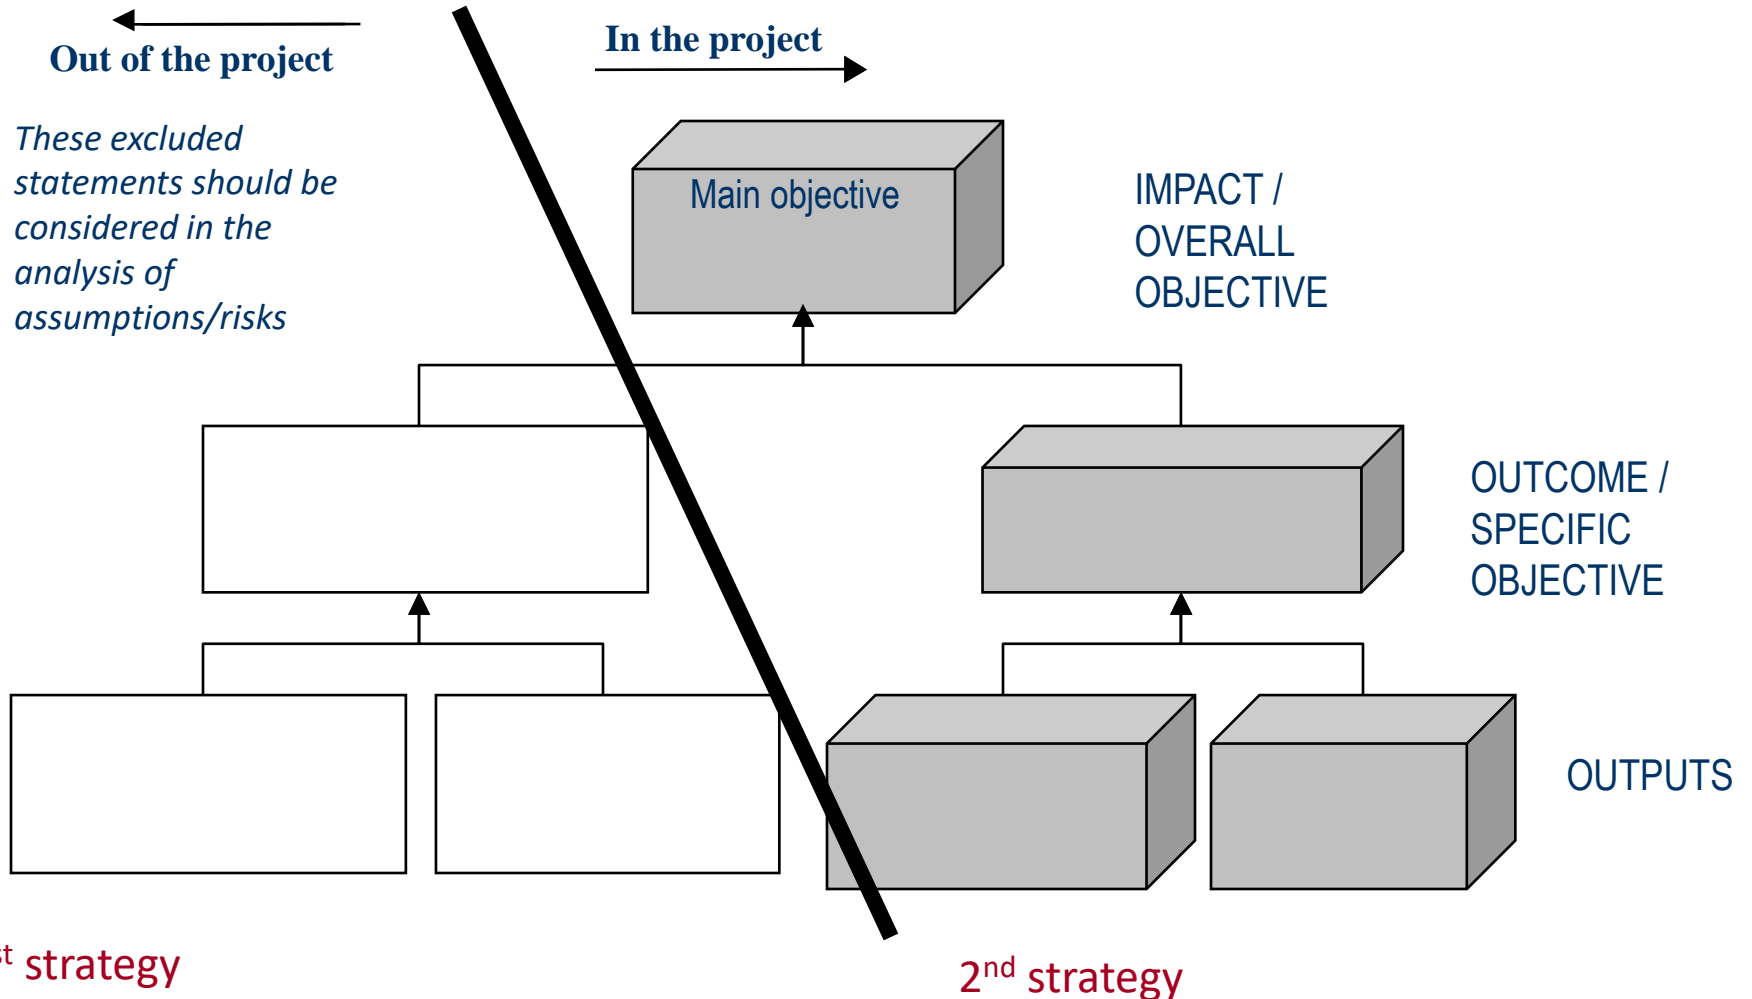 Out of the project
In the project
These excluded
statements should be
considered in the
analysis of
assumptions/risks
Main objective
IMPACT /
OVERALL
OBJECTIVE
OUTCOME /
SPECIFIC
OBJECTIVE
OUTPUTS
st strategy
2nd strategy